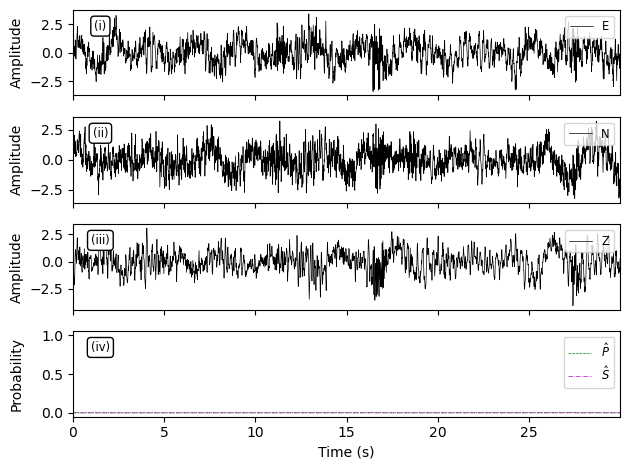 (i)
E
2.5
0.0
−2.5
Amplitude
(ii)
N
2.5
0.0
−2.5
Amplitude
(iii)
Z
2.5
0.0
−2.5
Amplitude
(iv)
P̂
Ŝ
1.0
0.5
0.0
Probability
0 5 10 15 20 25
Time (s)